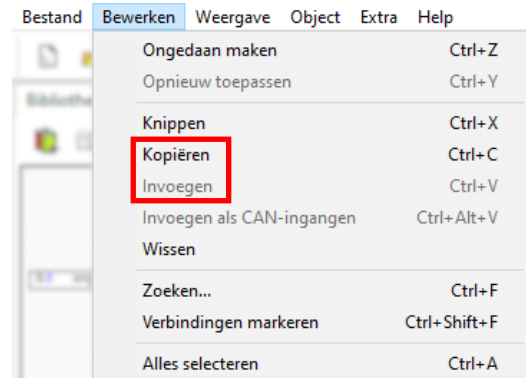 Bestand Bewerken Weergave Object Extra Help
Ongedaan maken Ctrl+Z
Opnieuw toepassen Ctrl+Y
Knippen Ctrl+X
Kopiëren Ctrl+C
Invoegen Ctrl+V
Invoegen als CAN-ingangen Ctrl+Alt+V
Wissen
Zoeken... Ctrl+F
Verbindingen markeren Ctrl+Shift+F
Alles selecteren Ctrl+A